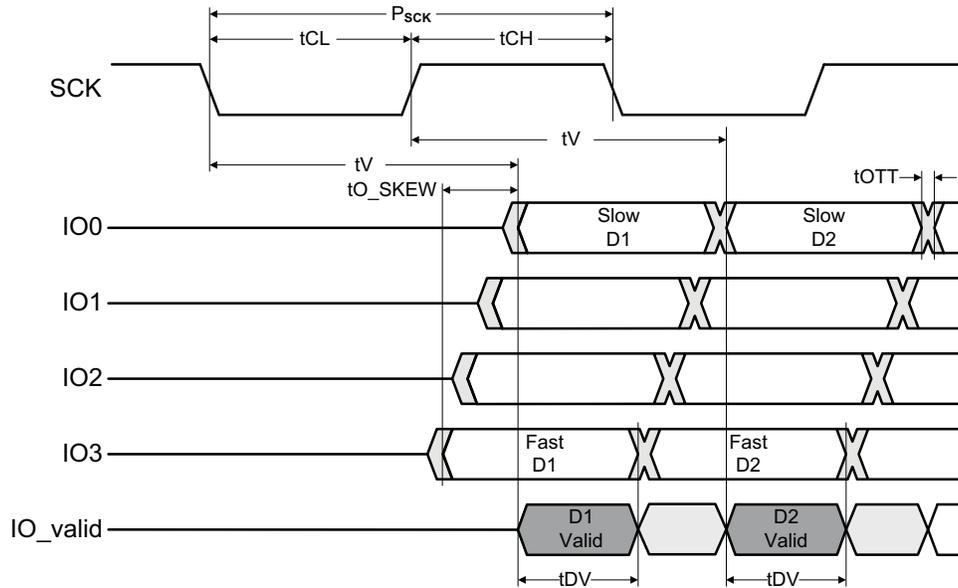 PSCK
tCL
tCH
SCK
tV
tV
tO_SKEW
tOTT
IO0
Slow
D1
Slow
D2
IO1
IO2
IO3
Fast
D1
Fast
D2
IO_valid
D1
Valid
D2
Valid
tDV
tDV